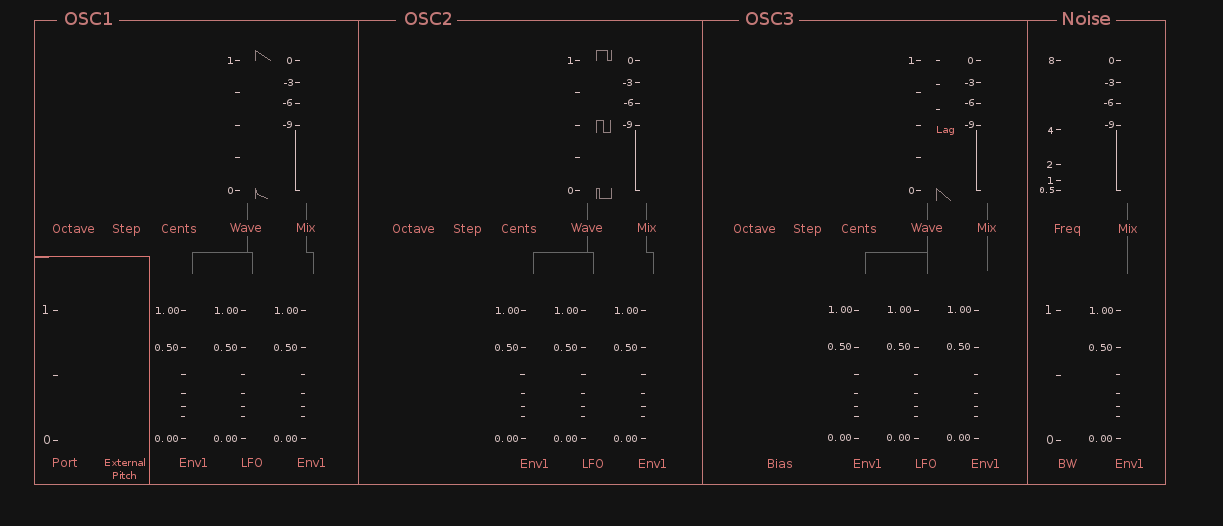 OSC1 OSC2 OSC3 Noise
1 0 1 0 1 0 8 0
-3 -3 -3 -3
-6 -6 -6 -6
-9 -9 -9 -9
Lag 4
2
1
0 0 0 0.5
Octave Step Cents Wave Mix Octave Step Cents Wave Mix Octave Step Cents Wave Mix Freq Mix
1 1.00 1.00 1.00 1.00 1.00 1.00 1.00 1.00 1.00 1 1.00
0.50 0.50 0.50 0.50 0.50 0.50 0.50 0.50 0.50 0.50
0 0.00 0.00 0.00 0.00 0.00 0.00 0.00 0.00 0.00 0 0.00
Port External Env1 LFO Env1 Env1 LFO Env1 Bias Env1 LFO Env1 BW Env1
Pitch